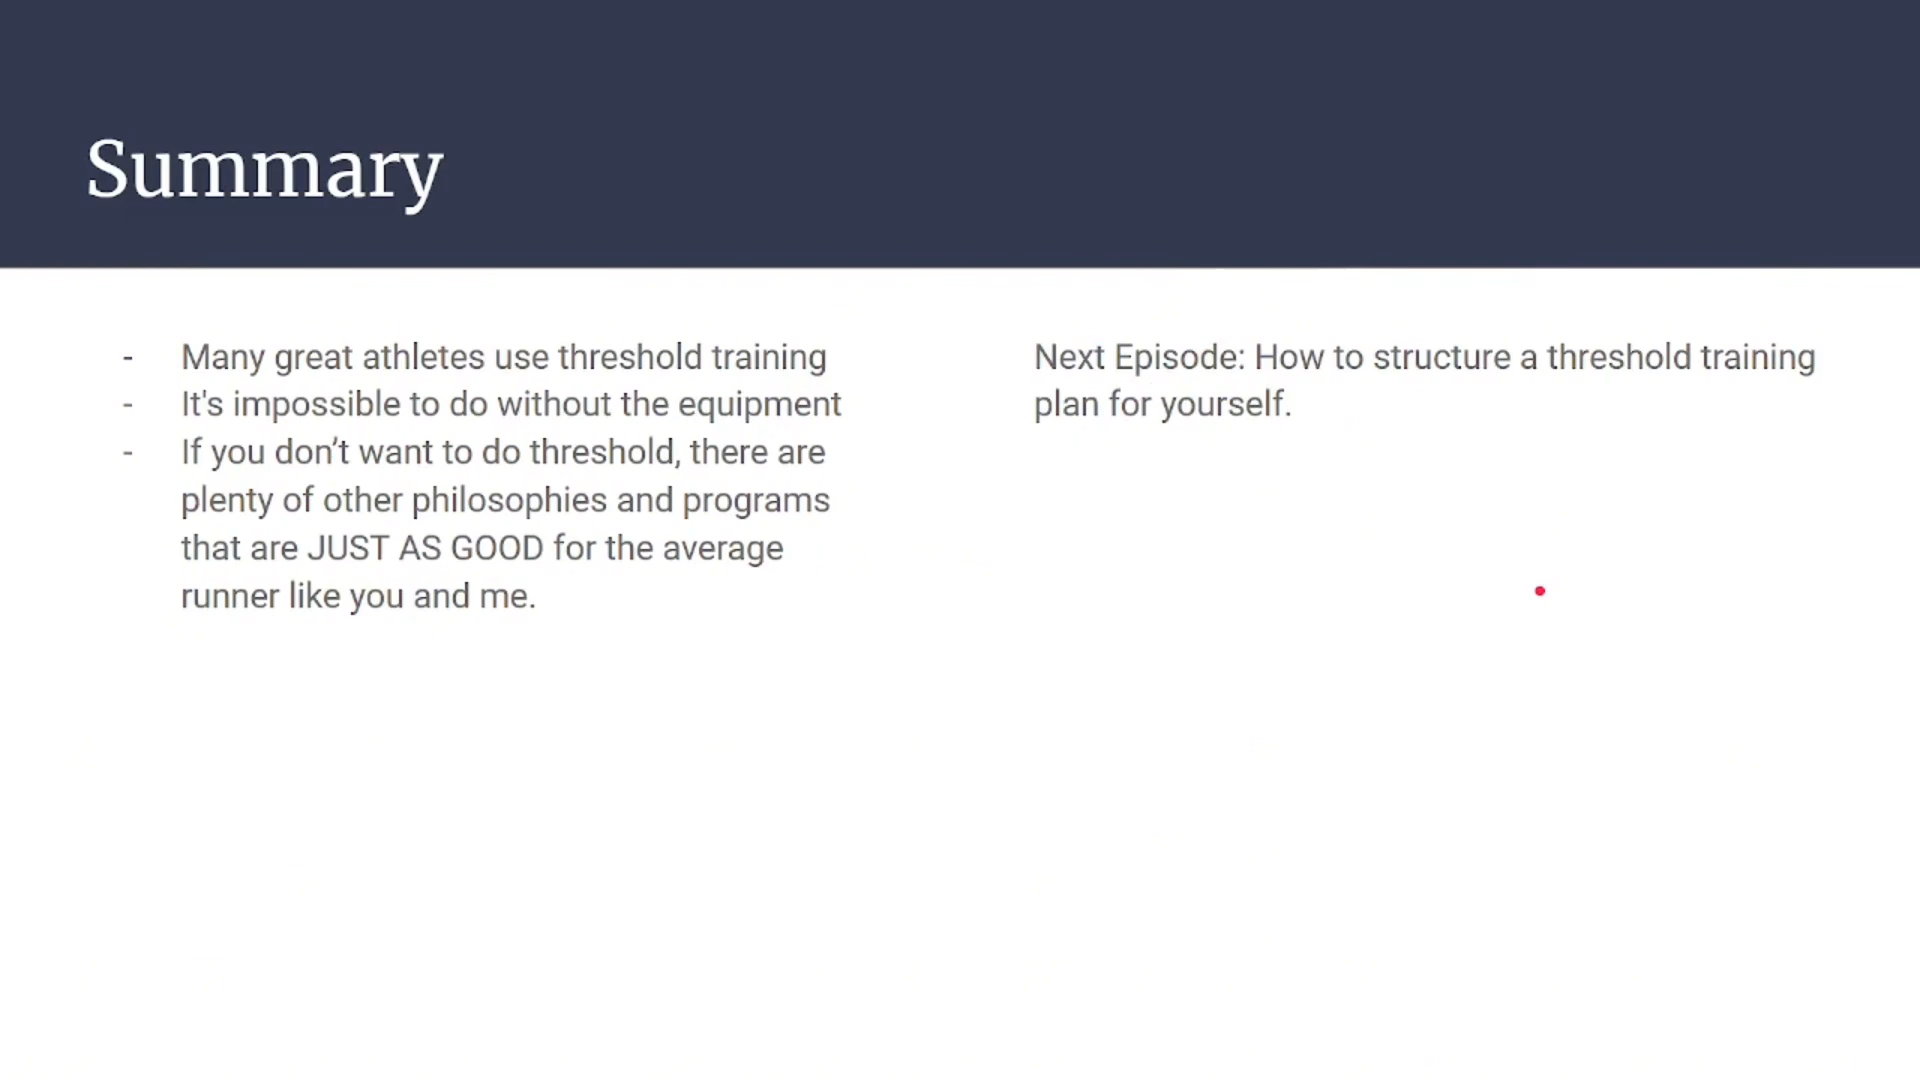 Summary
- Many great athletes use threshold training
- It's impossible to do without the equipment
- If you don’t want to do threshold, there are
plenty of other philosophies and programs
that are JUST AS GOOD for the average
runner like you and me.
Next Episode: How to structure a threshold training
plan for yourself.